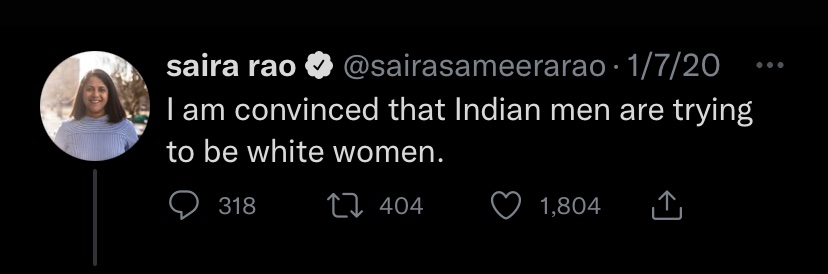 saira rao @sairasameerarao · 1/7/20
I am convinced that Indian men are trying
to be white women.
318 404 1,804